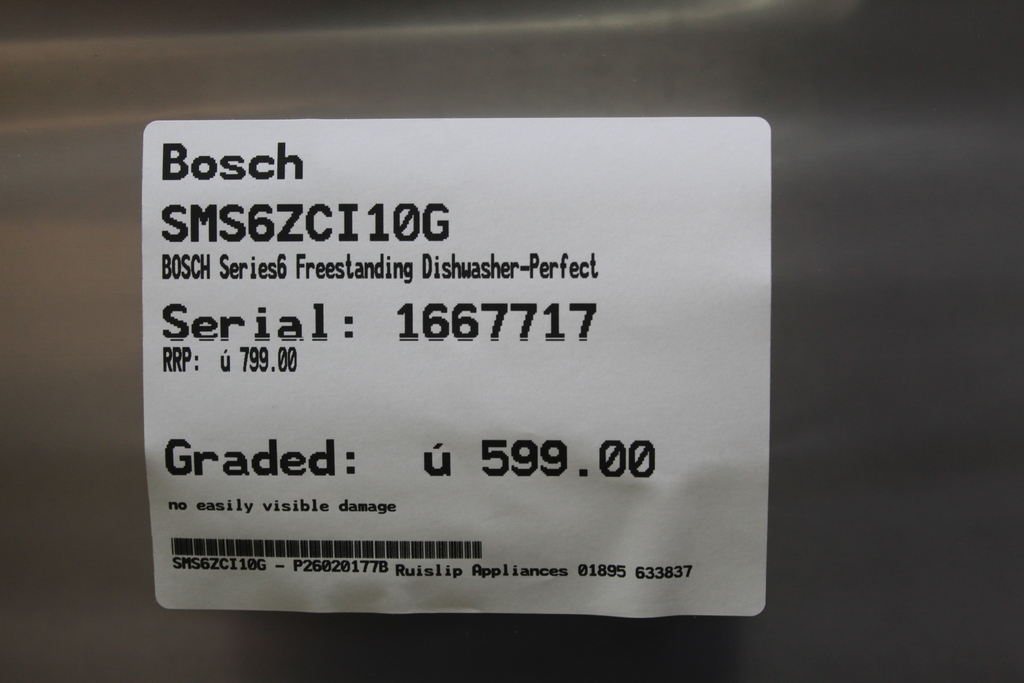 Bosch
SMS6ZCI10G
BOSCH Series6 Freestanding Dishwasher-Perfect
Serial: 1667717
RRP: ú 799.00
Graded: ú 599.00
no easily visible damage
SMS6ZCI10G - P26020177B Ruislip Appliances 01895 633837